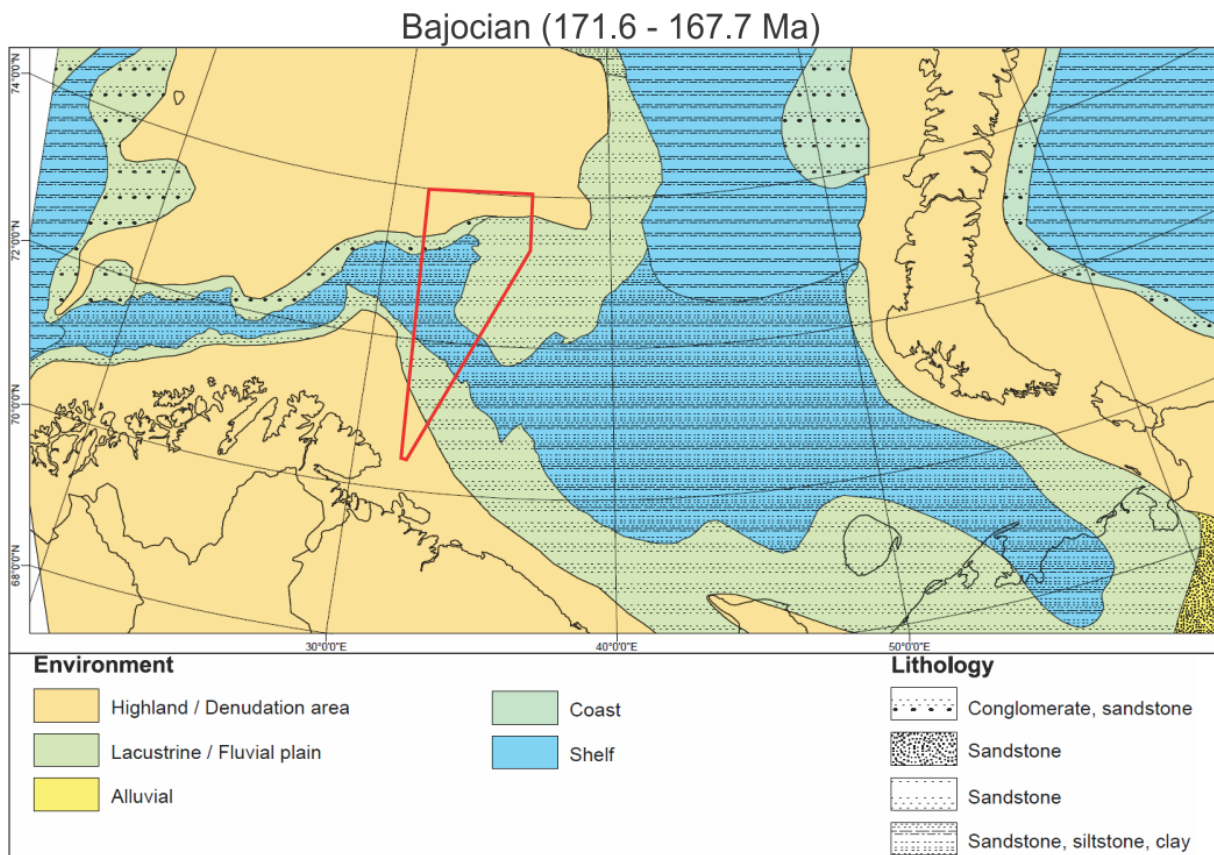 Bajocian (171.6 - 167.7 Ma)
74°0'0"N
72°0'0"N
70°0'0"N
68°0'0"N
30°0'0"E
40°0'0"E
50°0'0"E
Environment
Highland / Denudation area
Lacustrine / Fluvial plain
Alluvial
Coast
Shelf
Lithology
Conglomerate, sandstone
Sandstone
Sandstone
Sandstone, siltstone, clay